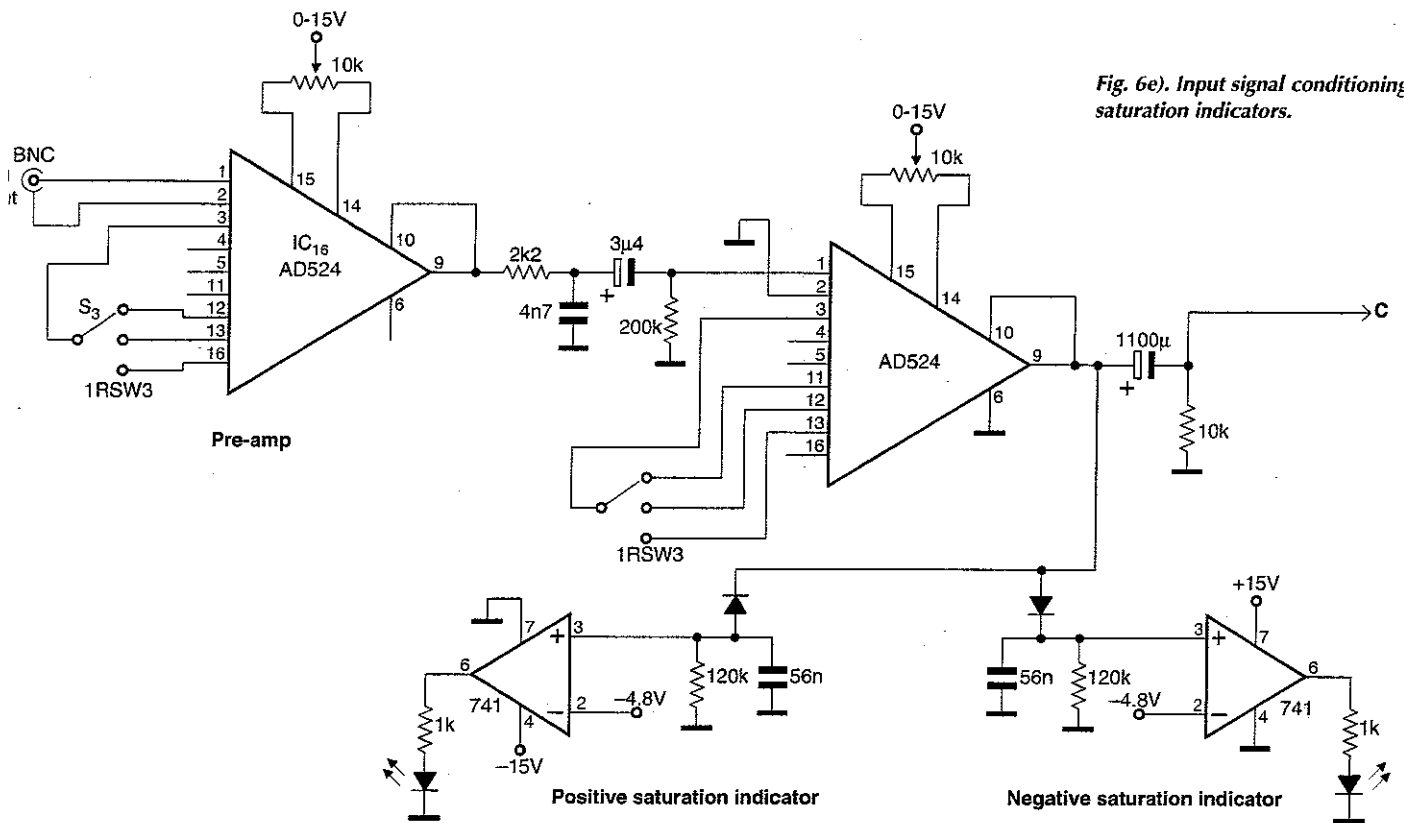 0-15V
10k
Fig. 6e). Input signal conditioning
saturation indicators.
0-15V
10k
BNC
1
2
3
4
5
11
12
13
16
15
14
10
9
6
IC16
AD524
S3
1RSW3
Pre-amp
2k2
3µ4
+
4n7
200k
1
2
3
4
5
11
12
13
16
15
14
10
9
6
AD524
1RSW3
1100µ
+
10k
C
7
+
3
6
741
4
−
2
−4.8V
1k
−15V
120k
56n
Positive saturation indicator
+15V
56n
120k
3
+
7
6
−4.8V
2
−
4
741
1k
Negative saturation indicator